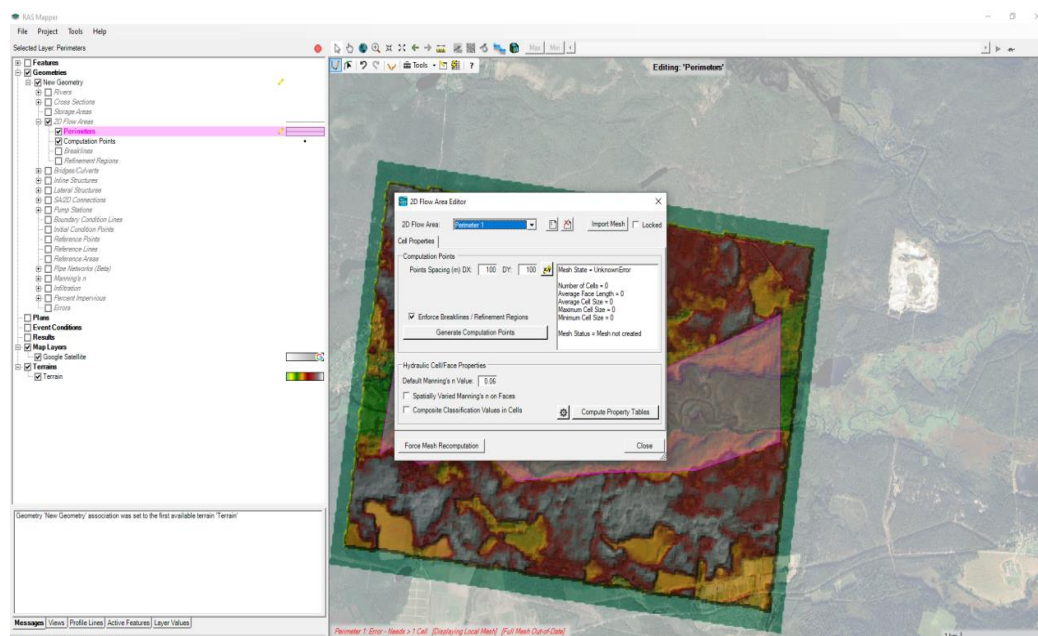 RAS Mapper
File Project Tools Help
Selected Layer: Perimeters
Max Min
Features
Geometries
New Geometry
Rivers
Cross Sections
Storage Areas
2D Flow Areas
Perimeters
Computation Points
Breaklines
Refinement Regions
Bridges/Culverts
Inline Structures
Lateral Structures
SA/2D Connections
Pump Stations
Boundary Condition Lines
Initial Condition Points
Reference Points
Reference Lines
Reference Areas
Pipe Networks (Beta)
Manning's n
Infiltration
Percent Impervious
Errors
Plans
Event Conditions
Results
Map Layers
Google Satellite
Terrains
Terrain
Geometry 'New Geometry' association was set to the first available terrain 'Terrain'
Messages Views Profile Lines Active Features Layer Values
Tools ?
Editing: 'Perimeters'
2D Flow Area Editor
2D Flow Area: Perimeter 1 Import Mesh Locked
Cell Properties
Computation Points
Points Spacing (m) DX: 100 DY: 100
Enforce Breaklines / Refinement Regions
Generate Computation Points
Mesh State = UnknownError
Number of Cells = 0
Average Face Length = 0
Average Cell Size = 0
Maximum Cell Size = 0
Minimum Cell Size = 0
Mesh Status = Mesh not created
Hydraulic Cell/Face Properties
Default Manning's n Value: 0.06
Spatially Varied Manning's n on Faces
Composite Classification Values in Cells
Compute Property Tables
Force Mesh Recomputation Close
Perimeter 1: Error - Needs > 1 Cell [Displaying Local Mesh] [Full Mesh Out-of-Date]